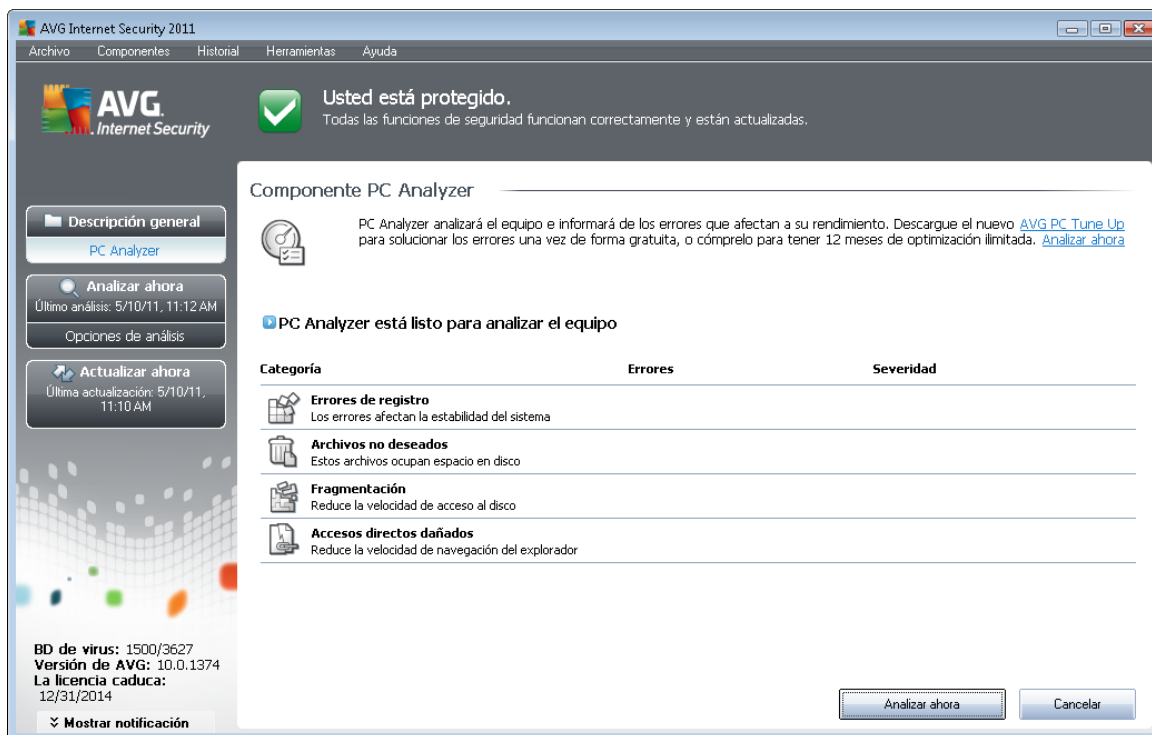 AVG Internet Security 2011
Archivo Componentes Historial Herramientas Ayuda
AVG.
Internet Security
Usted está protegido.
Todas las funciones de seguridad funcionan correctamente y están actualizadas.
Descripción general
PC Analyzer
Analizar ahora
Último análisis: 5/10/11, 11:12 AM
Opciones de análisis
Actualizar ahora
Última actualización: 5/10/11,
11:10 AM
BD de virus: 1500/3627
Versión de AVG: 10.0.1374
La licencia caduca:
12/31/2014
Mostrar notificación
Componente PC Analyzer
PC Analyzer analizará el equipo e informará de los errores que afectan a su rendimiento. Descargue el nuevo AVG PC Tune Up
para solucionar los errores una vez de forma gratuita, o cómprelo para tener 12 meses de optimización ilimitada. Analizar ahora
PC Analyzer está listo para analizar el equipo
Categoría Errores Severidad
Errores de registro
Los errores afectan la estabilidad del sistema
Archivos no deseados
Estos archivos ocupan espacio en disco
Fragmentación
Reduce la velocidad de acceso al disco
Accesos directos dañados
Reduce la velocidad de navegación del explorador
Analizar ahora Cancelar